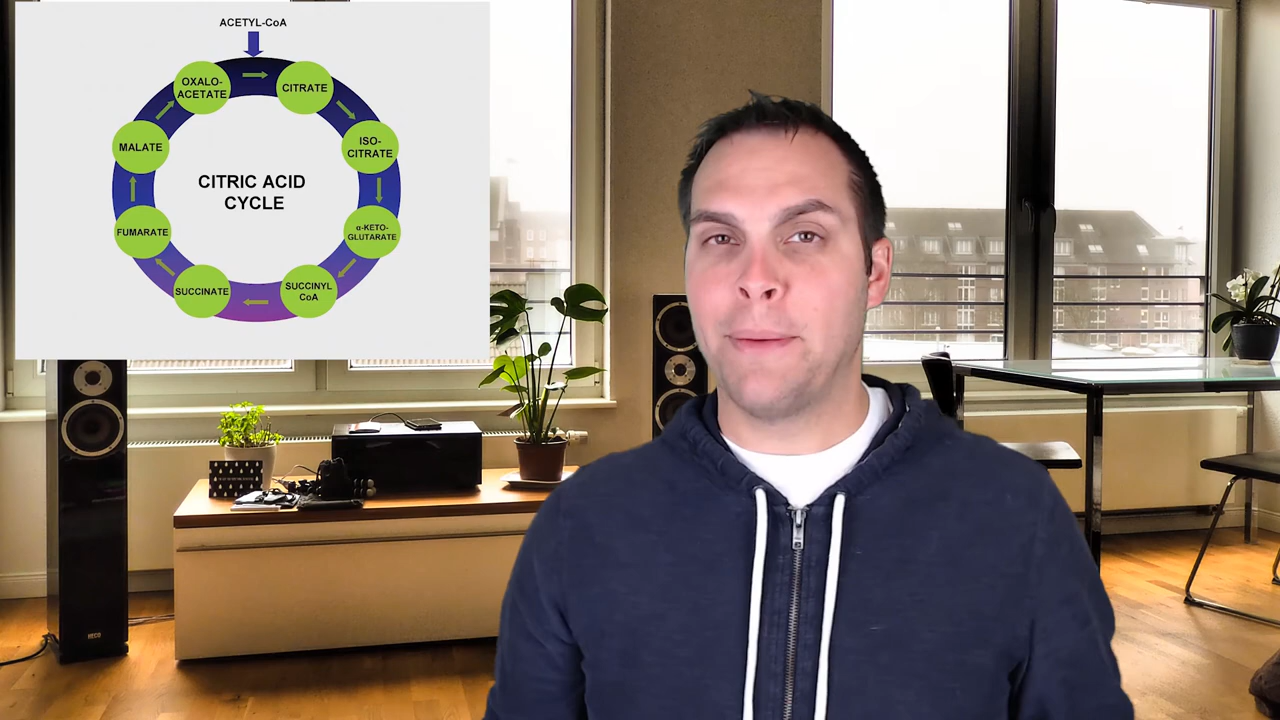 ACETYL-CoA
OXALO-
ACETATE
CITRATE
MALATE
ISO-
CITRATE
CITRIC ACID
CYCLE
FUMARATE
α-KETO-
GLUTARATE
SUCCINATE
SUCCINYL
CoA